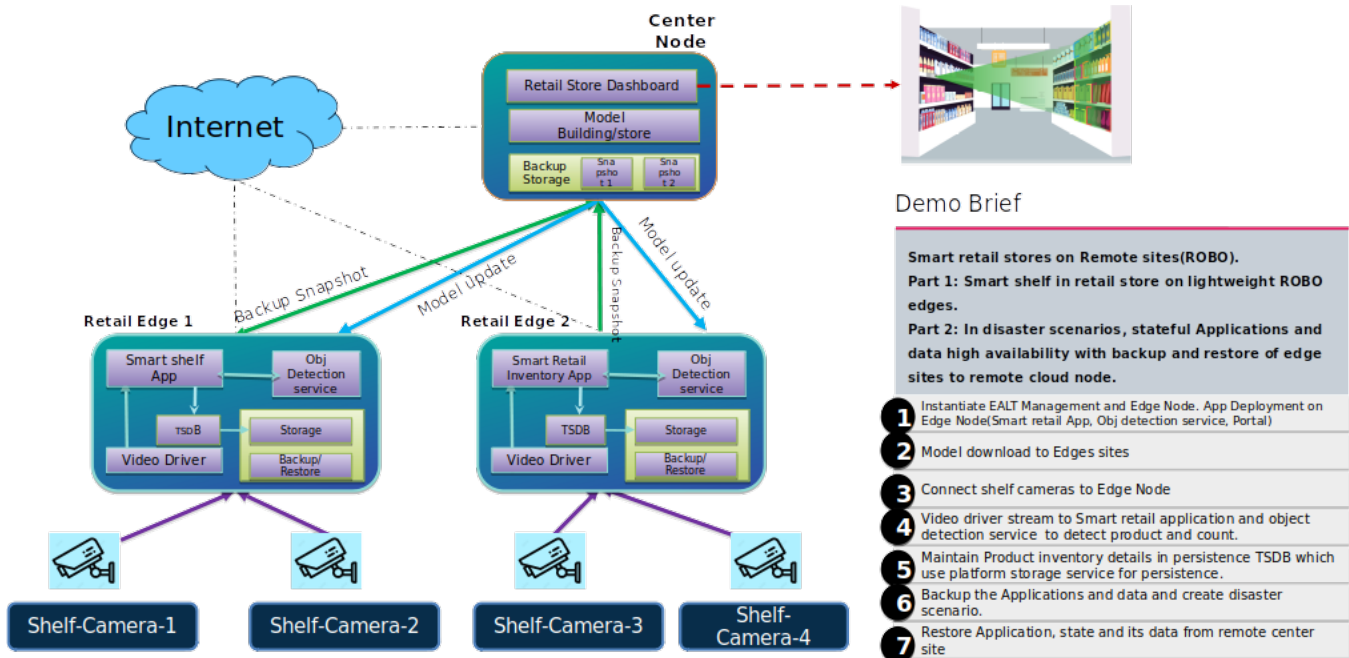 Center
Node
Retail Store Dashboard
Model
Building/store
Backup
Storage
Sna
psho
t 1
Sna
psho
t 2
Internet
Backup Snapshot
Model update
Backup Snapshot
Model update
Retail Edge 1
Smart shelf
App
Obj
Detection
service
TSDB
Storage
Video Driver
Backup/
Restore
Retail Edge 2
Smart Retail
Inventory App
Obj
Detection
service
TSDB
Storage
Video Driver
Backup/
Restore
Shelf-Camera-1
Shelf-Camera-2
Shelf-Camera-3
Shelf-
Camera-4
Demo Brief
Smart retail stores on Remote sites(ROBO).
Part 1: Smart shelf in retail store on lightweight ROBO
edges.
Part 2: In disaster scenarios, stateful Applications and
data high availability with backup and restore of edge
sites to remote cloud node.
1 Instantiate EALT Management and Edge Node. App Deployment on
Edge Node(Smart retail App, Obj detection service, Portal)
2 Model download to Edges sites
3 Connect shelf cameras to Edge Node
4 Video driver stream to Smart retail application and object
detection service to detect product and count.
5 Maintain Product inventory details in persistence TSDB which
use platform storage service for persistence.
6 Backup the Applications and data and create disaster
scenario.
7 Restore Application, state and its data from remote center
site